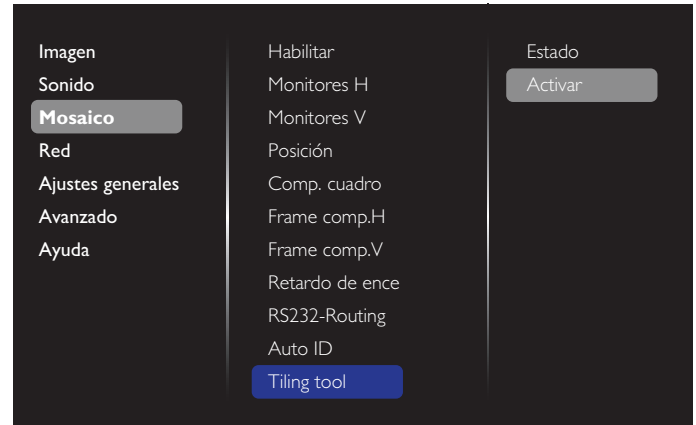 Imagen
Sonido
Mosaico
Red
Ajustes generales
Avanzado
Ayuda
Habilitar
Monitores H
Monitores V
Posición
Comp. cuadro
Frame comp.H
Frame comp.V
Retardo de ence
RS232-Routing
Auto ID
Tiling tool
Estado
Activar